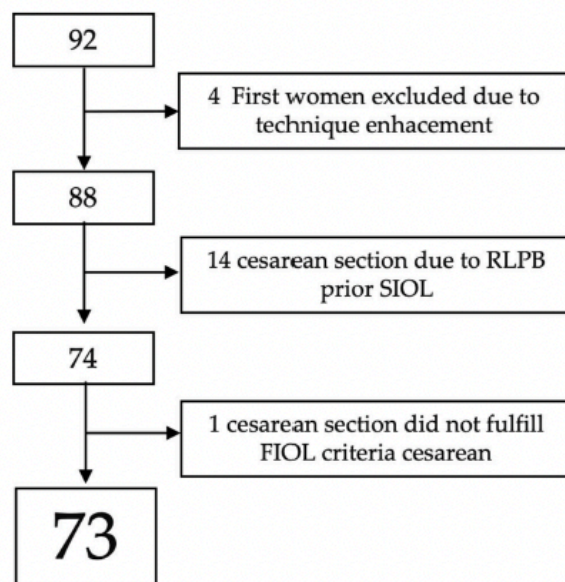 92
4 First women excluded due to
technique enhacement
88
14 cesarean section due to RLPB
prior SIOL
74
1 cesarean section did not fulfill
FIOL criteria cesarean
73